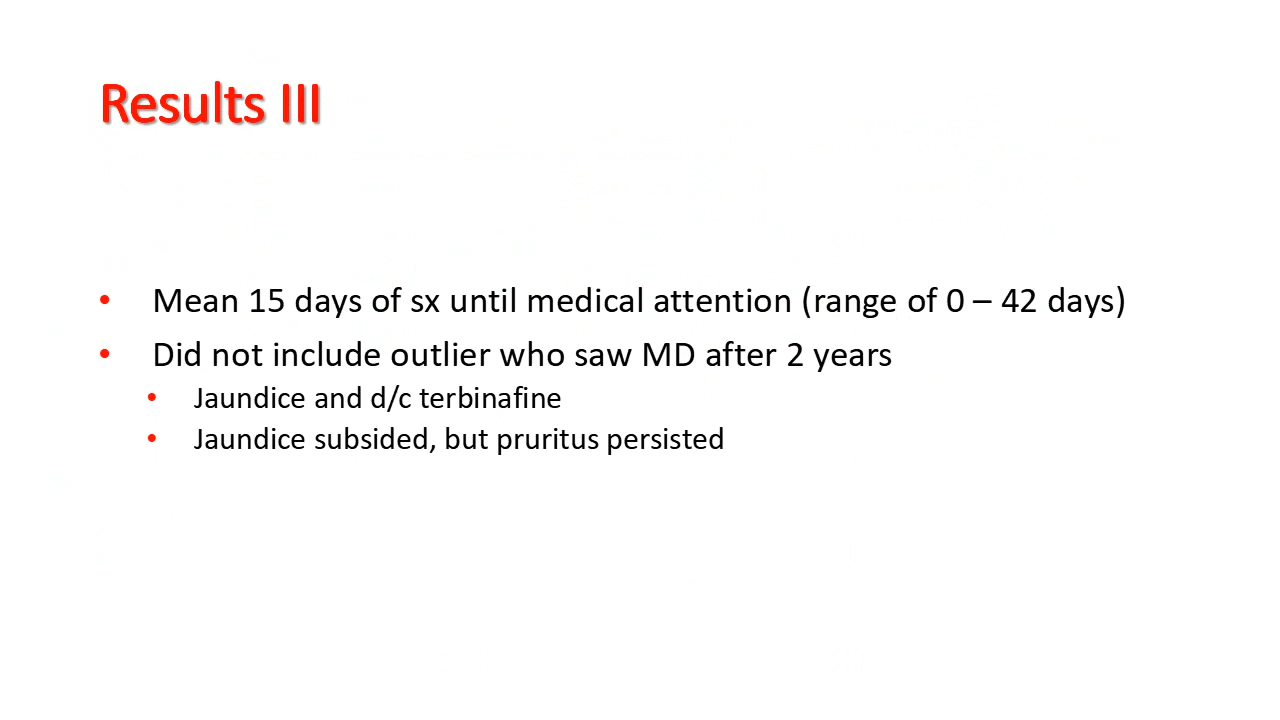 Results III
• Mean 15 days of sx until medical attention (range of 0 – 42 days)
• Did not include outlier who saw MD after 2 years
• Jaundice and d/c terbinafine
• Jaundice subsided, but pruritus persisted